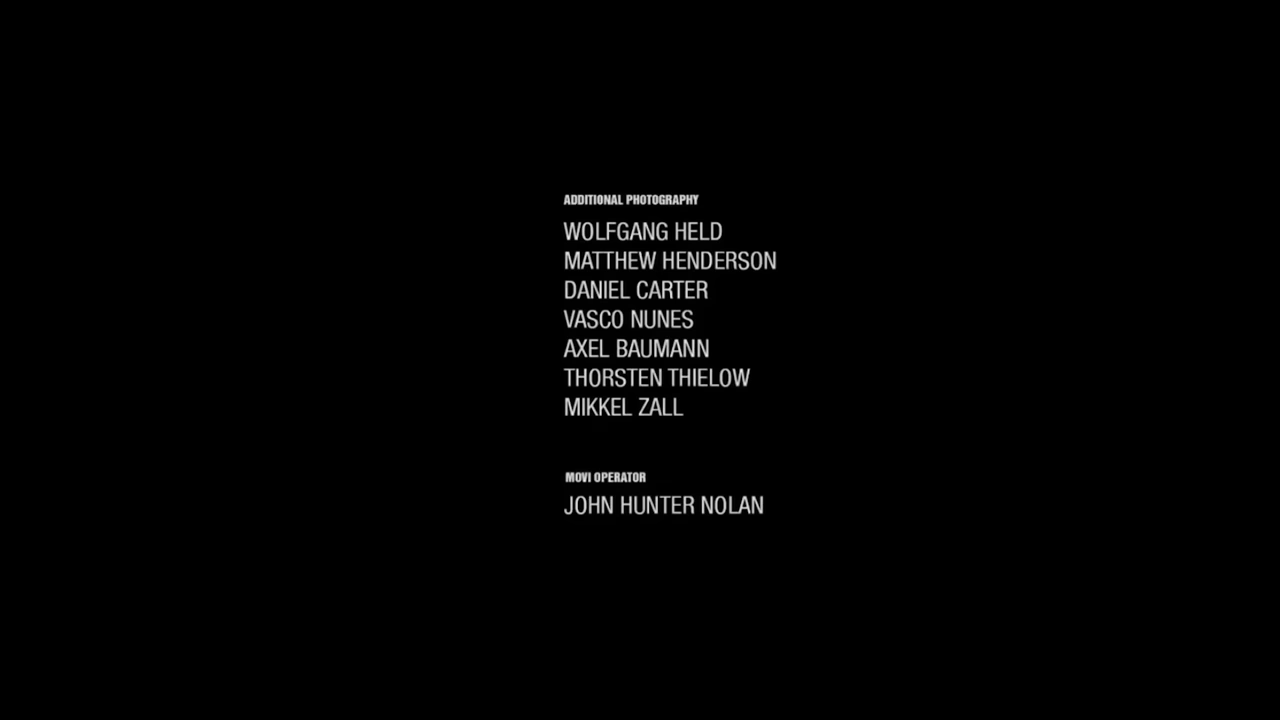 ADDITIONAL PHOTOGRAPHY
WOLFGANG HELD
MATTHEW HENDERSON
DANIEL CARTER
VASCO NUNES
AXEL BAUMANN
THORSTEN THIELOW
MIKKEL ZALL
MOVI OPERATOR
JOHN HUNTER NOLAN